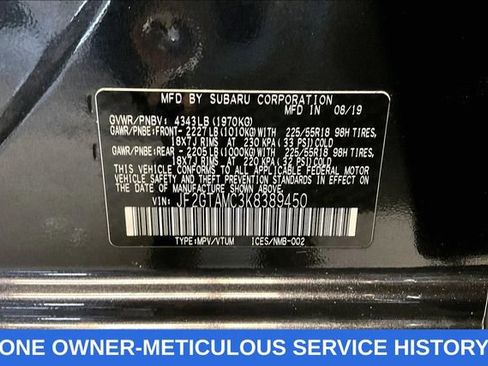 MFD BY SUBARU CORPORATION
MFD IN 08/19
GVWR/PNBV: 4343LB (1970KG)
GAWR/PNBE:FRONT- 2227LB(1010KG)WITH 225/55R18 98H TIRES,
18X7J RIMS AT 230 KPA(33 PSI)COLD
GAWR/PNBE:REAR - 2205LB(1000KG)WITH 225/55R18 98H TIRES,
18X7J RIMS AT 220 KPA(32 PSI)COLD
THIS VEHICLE CONFORMS TO ALL APPLICABLE FEDERAL MOTOR
VEHICLE SAFETY STANDARDS IN EFFECT ON THE DATE OF
MANUFACTURE SHOWN ABOVE.
VIN: JF2GTAMC3K8389450
TYPE:MPV/VTUM ICES/NMB-002
ONE OWNER-METICULOUS SERVICE HISTORY